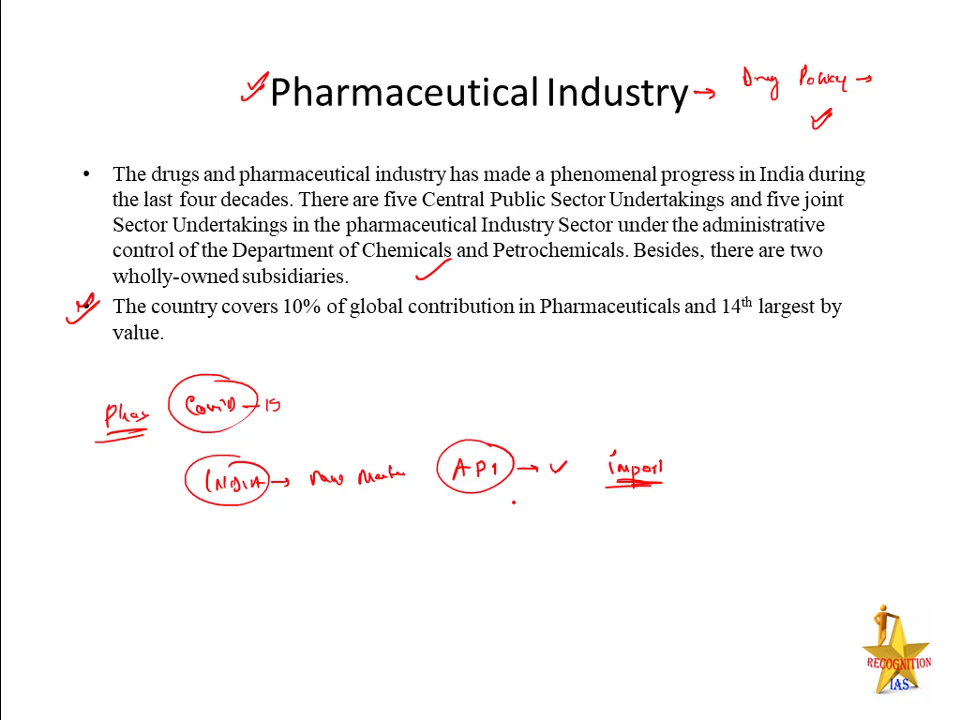 Pharmaceutical Industry → Drug Policy →
• The drugs and pharmaceutical industry has made a phenomenal progress in India during
the last four decades. There are five Central Public Sector Undertakings and five joint
Sector Undertakings in the pharmaceutical Industry Sector under the administrative
control of the Department of Chemicals and Petrochemicals. Besides, there are two
wholly-owned subsidiaries.
• The country covers 10% of global contribution in Pharmaceuticals and 14th largest by
value.
Covid - 19
INDIA → API → import
RECOGNITION
IAS